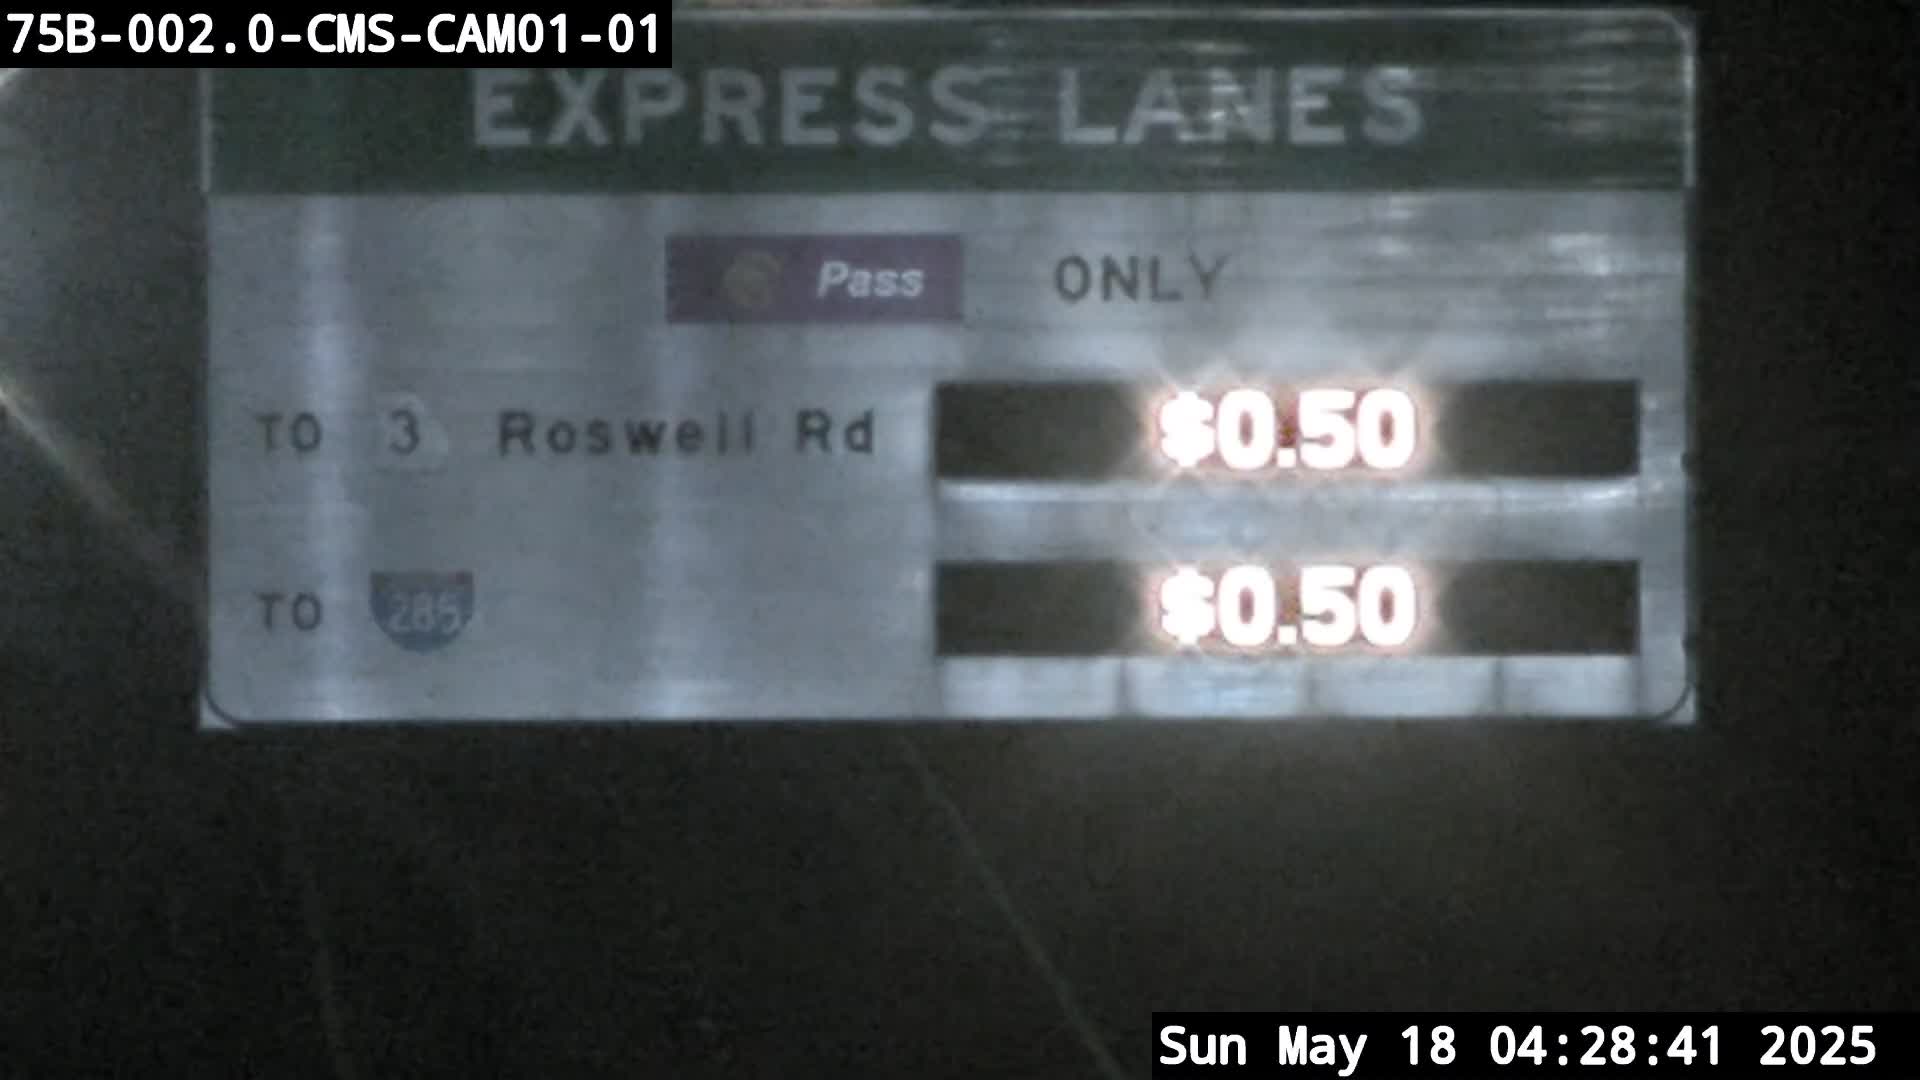 75B-002.0-CMS-CAM01-01
EXPRESS LANES
Pass ONLY
TO 3 Roswell Rd $0.50
TO 285 $0.50
Sun May 18 04:28:41 2025